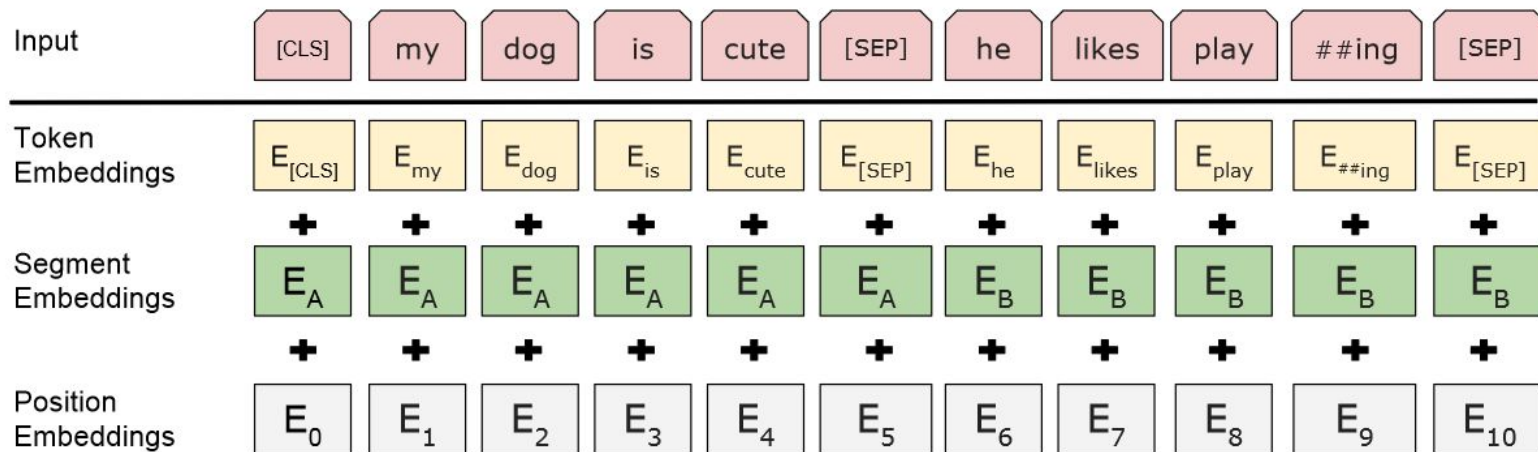 Input [CLS] my dog is cute [SEP] he likes play ##ing [SEP]
Token
Embeddings
E[CLS] Emy Edog Eis Ecute E[SEP] Ehe Elikes Eplay E##ing E[SEP]
+ + + + + + + + + + +
Segment
Embeddings
EA EA EA EA EA EA EB EB EB EB EB
+ + + + + + + + + + +
Position
Embeddings
E0 E1 E2 E3 E4 E5 E6 E7 E8 E9 E10